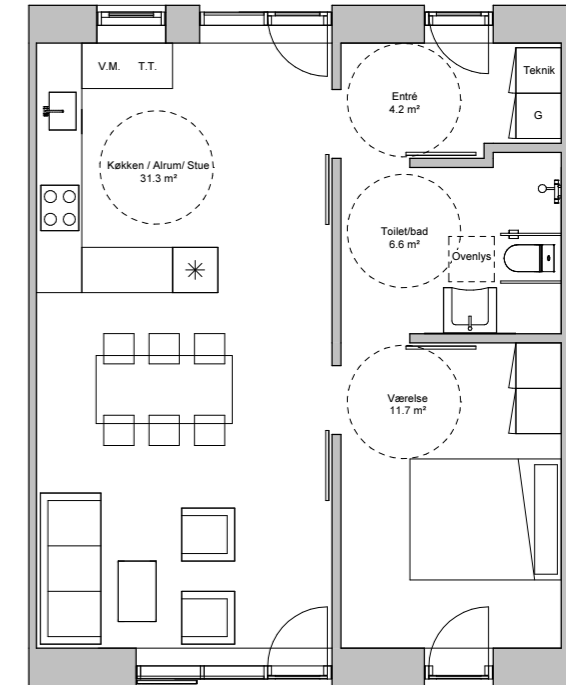 V.M. T.T.
Teknik
G
Entré
4.2 m²
Køkken / Alrum/ Stue
31.3 m²
Toilet/bad
6.6 m²
Ovenlys
Værelse
11.7 m²